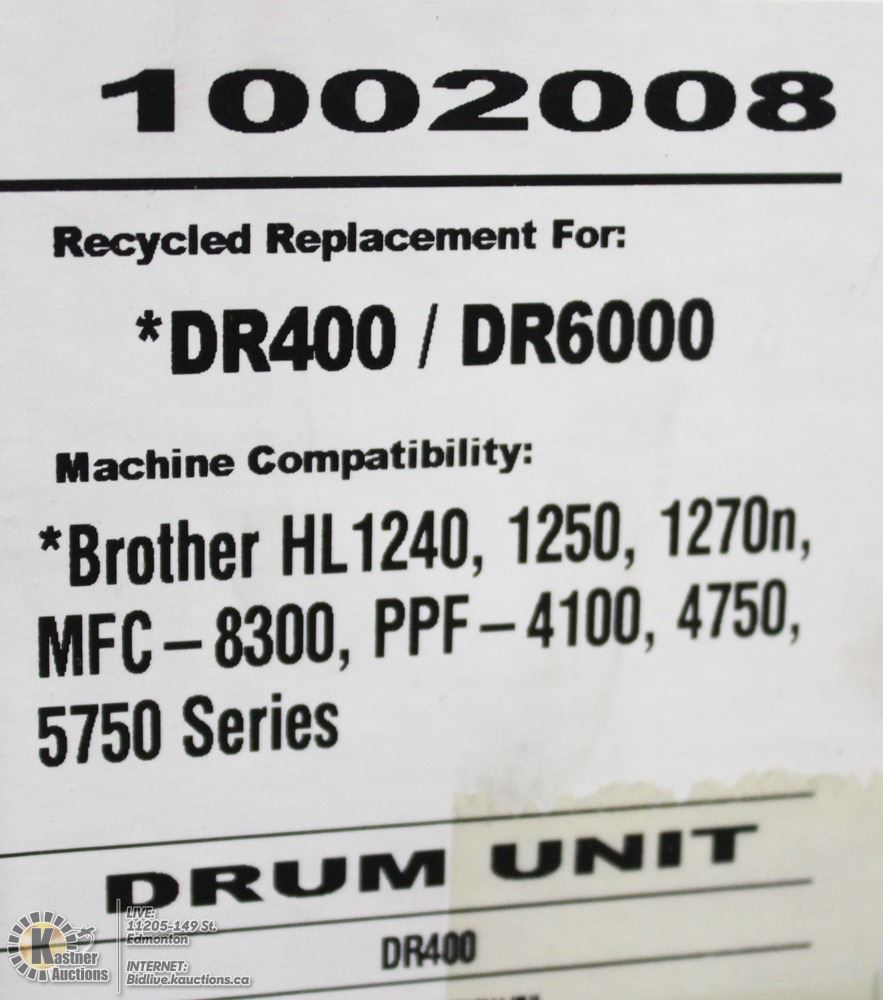 1002008
Recycled Replacement For:
*DR400 / DR6000
Machine Compatibility:
*Brother HL1240, 1250, 1270n,
MFC-8300, PPF-4100, 4750,
5750 Series
DRUM UNIT
DR400
Kastner
Auctions
LIVE:
11205-149 St.
Edmonton
INTERNET:
Bidlive.kauctions.ca